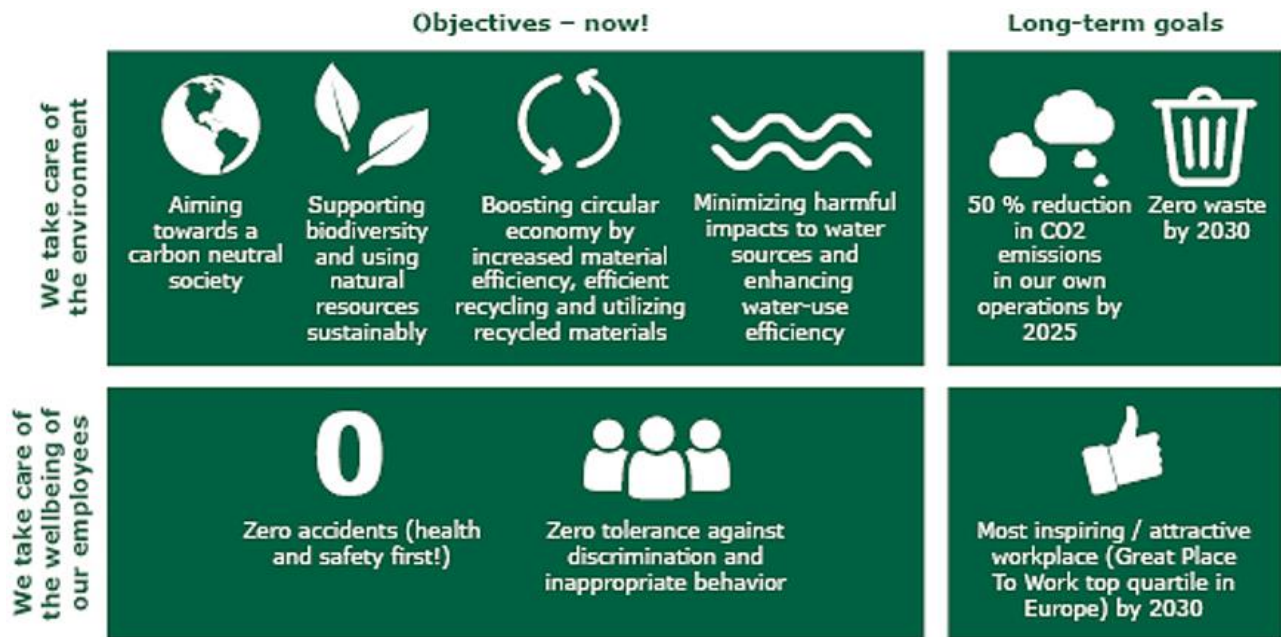 Objectives – now!
Long-term goals
We take care of
the environment
Aiming
towards a
carbon neutral
society
Supporting
biodiversity
and using
natural
resources
sustainably
Boosting circular
economy by
increased material
efficiency, efficient
recycling and utilizing
recycled materials
Minimizing harmful
impacts to water
sources and
enhancing
water-use
efficiency
50 % reduction
in CO2
emissions
in our own
operations by
2025
Zero waste
by 2030
We take care of
the wellbeing of
our employees
0
Zero accidents (health
and safety first!)
Zero tolerance against
discrimination and
inappropriate behavior
Most inspiring / attractive
workplace (Great Place
To Work top quartile in
Europe) by 2030